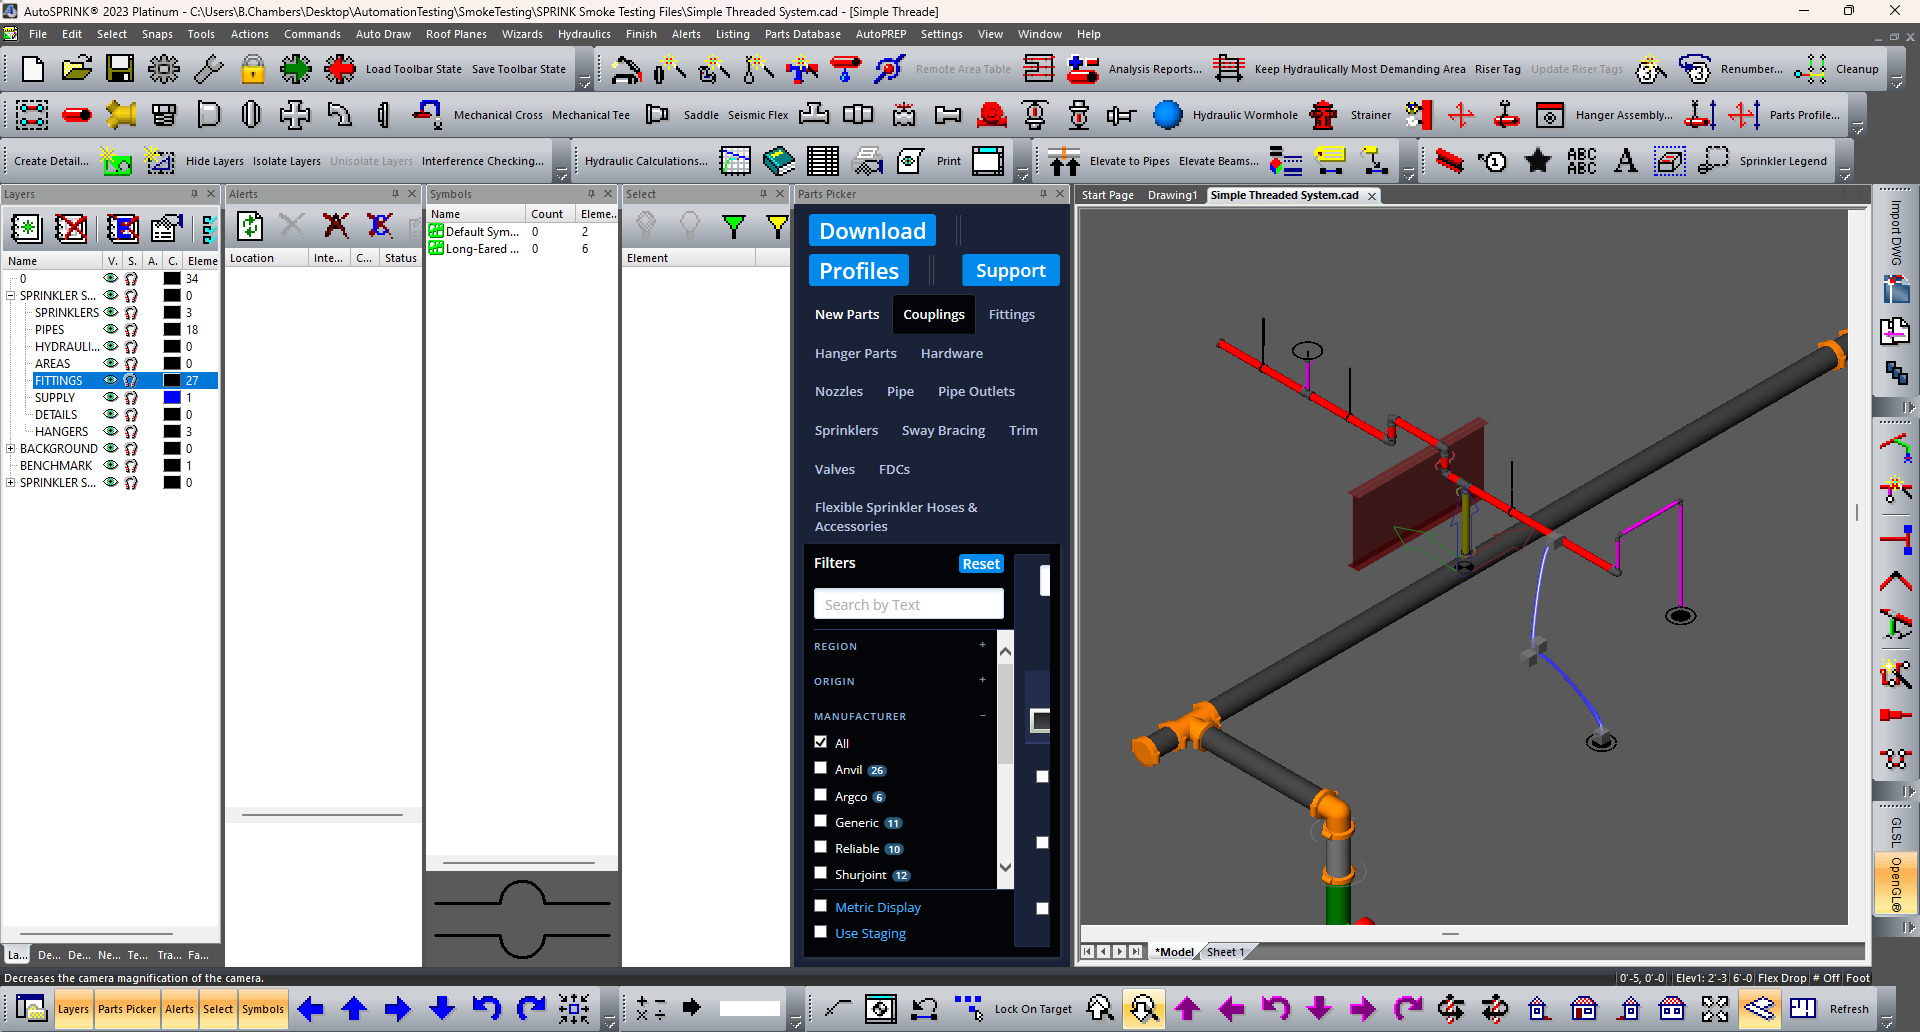 AutoSPRINK® 2023 Platinum - C:\Users\B.Chambers\Desktop\AutomationTesting\SmokeTesting\SPRINK Smoke Testing Files\Simple Threaded System.cad - [Simple Threade]
File Edit Select Snaps Tools Actions Commands Auto Draw Roof Planes Wizards Hydraulics Finish Alerts Listing Parts Database AutoPREP Settings View Window Help
Load Toolbar State Save Toolbar State Remote Area Table Analysis Reports... Keep Hydraulically Most Demanding Area Riser Tag Update Riser Tags Renumber... Cleanup
Mechanical Cross Mechanical Tee Saddle Seismic Flex Hydraulic Wormhole Strainer Hanger Assembly... Parts Profile...
Create Detail... Hide Layers Isolate Layers Unisolate Layers Interference Checking... Hydraulic Calculations... Print Elevate to Pipes Elevate Beams... ABC ABC A Sprinkler Legend
Layers
Name V. S. A. C. Eleme
0 34
SPRINKLER S... 0
SPRINKLERS 3
PIPES 18
HYDRAULI... 0
AREAS 0
FITTINGS 27
SUPPLY 1
DETAILS 0
HANGERS 3
BACKGROUND 0
BENCHMARK 1
SPRINKLER S... 0
La... De... De... Ne... Te... Tra... Fa...
Alerts
Location Inte... C... Status
Symbols
Name Count Eleme...
Default Sym... 0 2
Long-Eared ... 0 6
Select
Element
Parts Picker
Download
Profiles Support
New Parts Couplings Fittings
Hanger Parts Hardware
Nozzles Pipe Pipe Outlets
Sprinklers Sway Bracing Trim
Valves FDCs
Flexible Sprinkler Hoses &
Accessories
Filters Reset
Search by Text
REGION +
ORIGIN +
MANUFACTURER −
All
Anvil 26
Argco 6
Generic 11
Reliable 10
Shurjoint 12
Metric Display
Use Staging
Start Page Drawing1 Simple Threaded System.cad
*Model Sheet 1
Import DWG
GLSL
OpenGL®
Decreases the camera magnification of the camera.
0'-5, 0'-0 Elev1: 2'-3 6'-0 Flex Drop # Off Foot
Layers Parts Picker Alerts Select Symbols Lock On Target Refresh